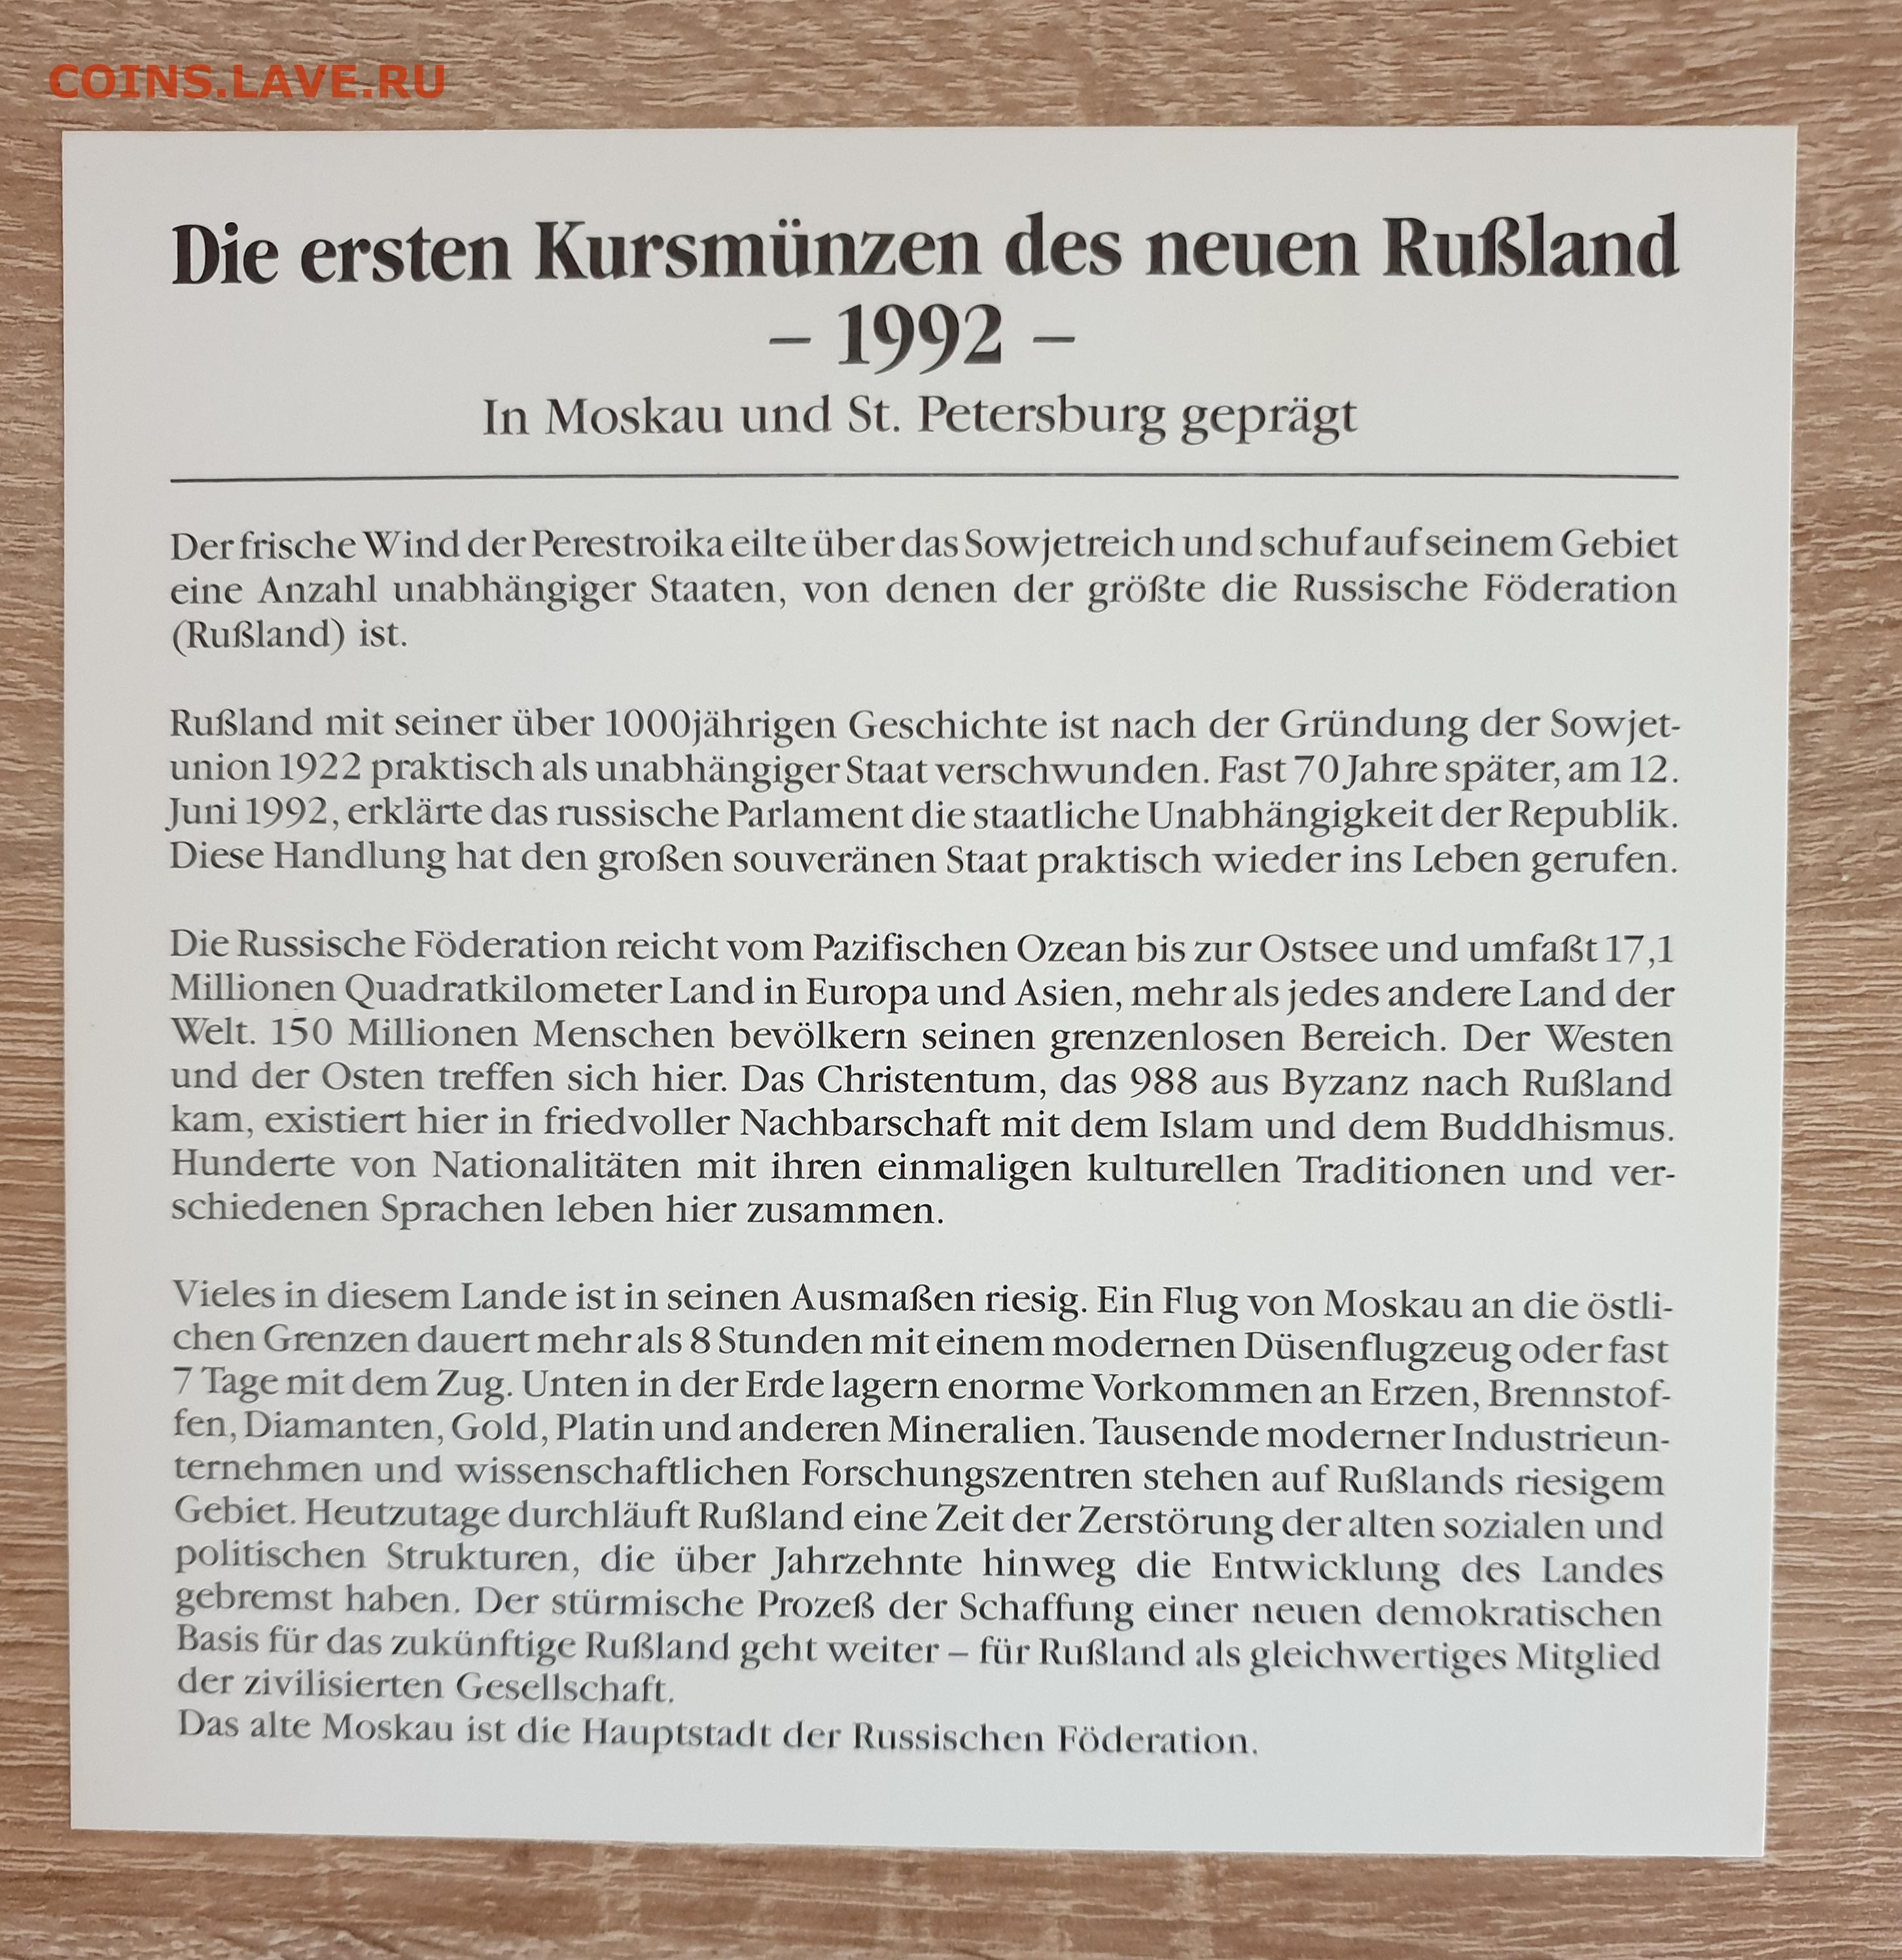 COINS.LAVE.RU
Die ersten Kursmünzen des neuen Rußland
– 1992 –
In Moskau und St. Petersburg geprägt
Der frische Wind der Perestroika eilte über das Sowjetreich und schuf auf seinem Gebiet
eine Anzahl unabhängiger Staaten, von denen der größte die Russische Föderation
(Rußland) ist.
Rußland mit seiner über 1000jährigen Geschichte ist nach der Gründung der Sowjet-
union 1922 praktisch als unabhängiger Staat verschwunden. Fast 70 Jahre später, am 12.
Juni 1992, erklärte das russische Parlament die staatliche Unabhängigkeit der Republik.
Diese Handlung hat den großen souveränen Staat praktisch wieder ins Leben gerufen.
Die Russische Föderation reicht vom Pazifischen Ozean bis zur Ostsee und umfaßt 17,1
Millionen Quadratkilometer Land in Europa und Asien, mehr als jedes andere Land der
Welt. 150 Millionen Menschen bevölkern seinen grenzenlosen Bereich. Der Westen
und der Osten treffen sich hier. Das Christentum, das 988 aus Byzanz nach Rußland
kam, existiert hier in friedvoller Nachbarschaft mit dem Islam und dem Buddhismus.
Hunderte von Nationalitäten mit ihren einmaligen kulturellen Traditionen und ver-
schiedenen Sprachen leben hier zusammen.
Vieles in diesem Lande ist in seinen Ausmaßen riesig. Ein Flug von Moskau an die östli-
chen Grenzen dauert mehr als 8 Stunden mit einem modernen Düsenflugzeug oder fast
7 Tage mit dem Zug. Unten in der Erde lagern enorme Vorkommen an Erzen, Brennstof-
fen, Diamanten, Gold, Platin und anderen Mineralien. Tausende moderner Industrieun-
ternehmen und wissenschaftlichen Forschungszentren stehen auf Rußlands riesigem
Gebiet. Heutzutage durchläuft Rußland eine Zeit der Zerstörung der alten sozialen und
politischen Strukturen, die über Jahrzehnte hinweg die Entwicklung des Landes
gebremst haben. Der stürmische Prozeß der Schaffung einer neuen demokratischen
Basis für das zukünftige Rußland geht weiter – für Rußland als gleichwertiges Mitglied
der zivilisierten Gesellschaft.
Das alte Moskau ist die Hauptstadt der Russischen Föderation.